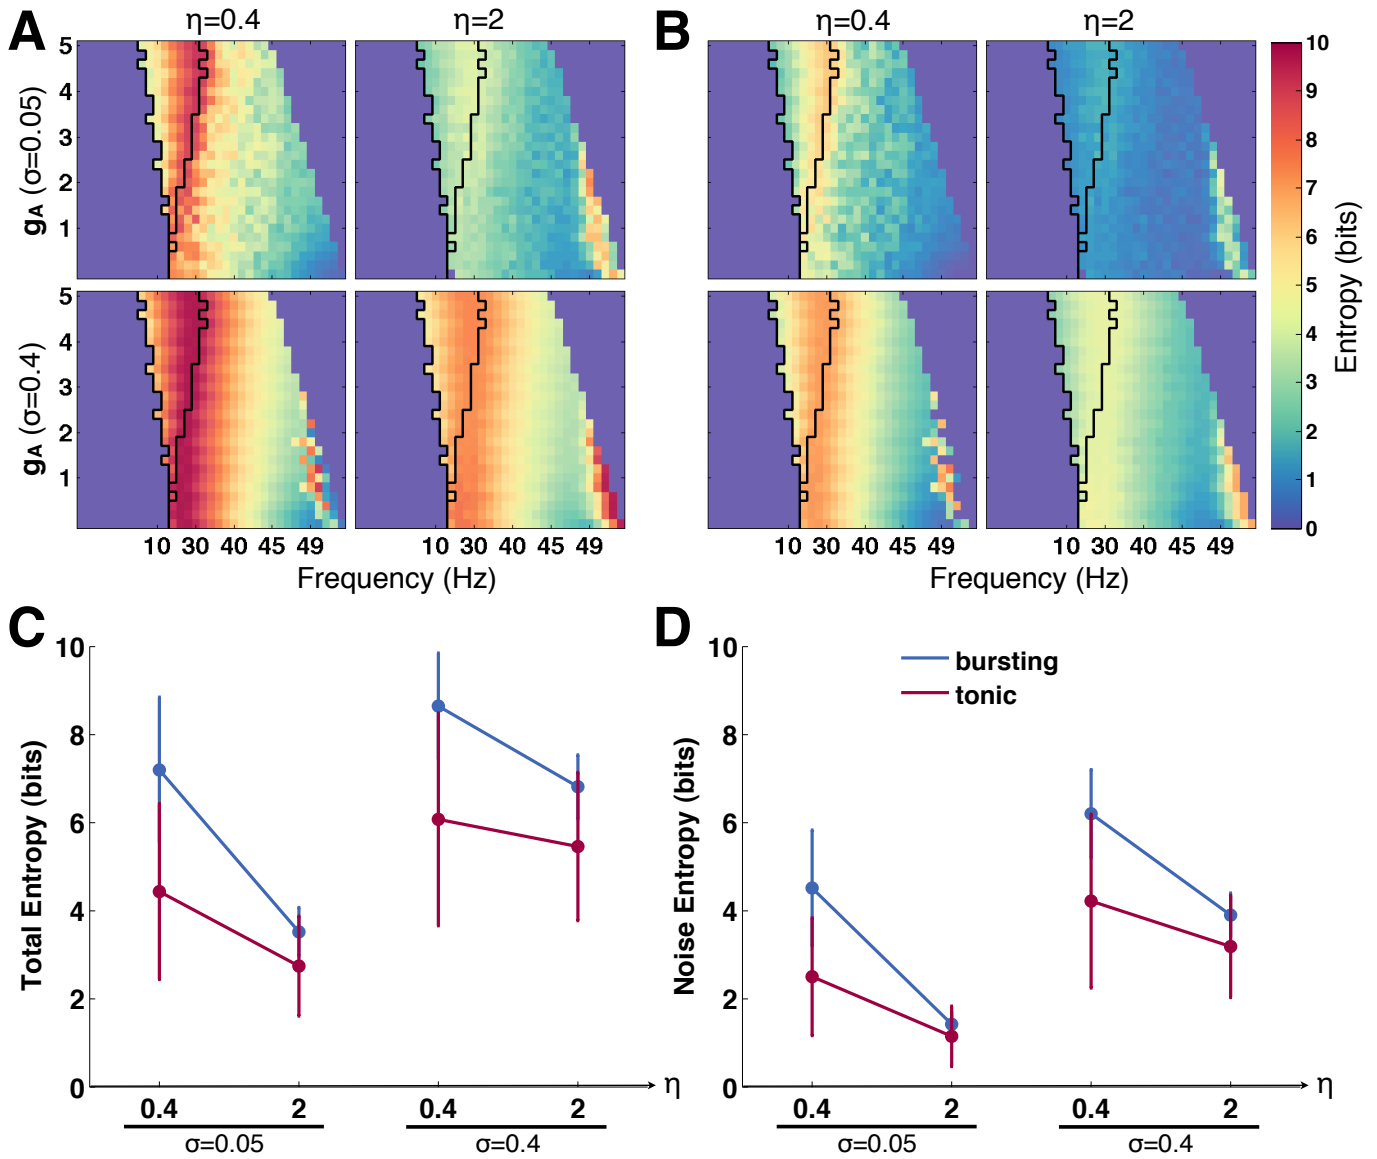 A
η=0.4
η=2
B
η=0.4
η=2
gA (σ=0.05)
5
4
3
2
1
gA (σ=0.4)
5
4
3
2
1
10 30 40 45 49
10 30 40 45 49
10 30 40 45 49
10 30 40 45 49
Frequency (Hz)
Frequency (Hz)
10
9
8
7
6
5
4
3
2
1
0
Entropy (bits)
C
Total Entropy (bits)
10
8
6
4
2
0
0.4 2 0.4 2
η
σ=0.05 σ=0.4
D
Noise Entropy (bits)
10
8
6
4
2
0
bursting
tonic
0.4 2 0.4 2
η
σ=0.05 σ=0.4